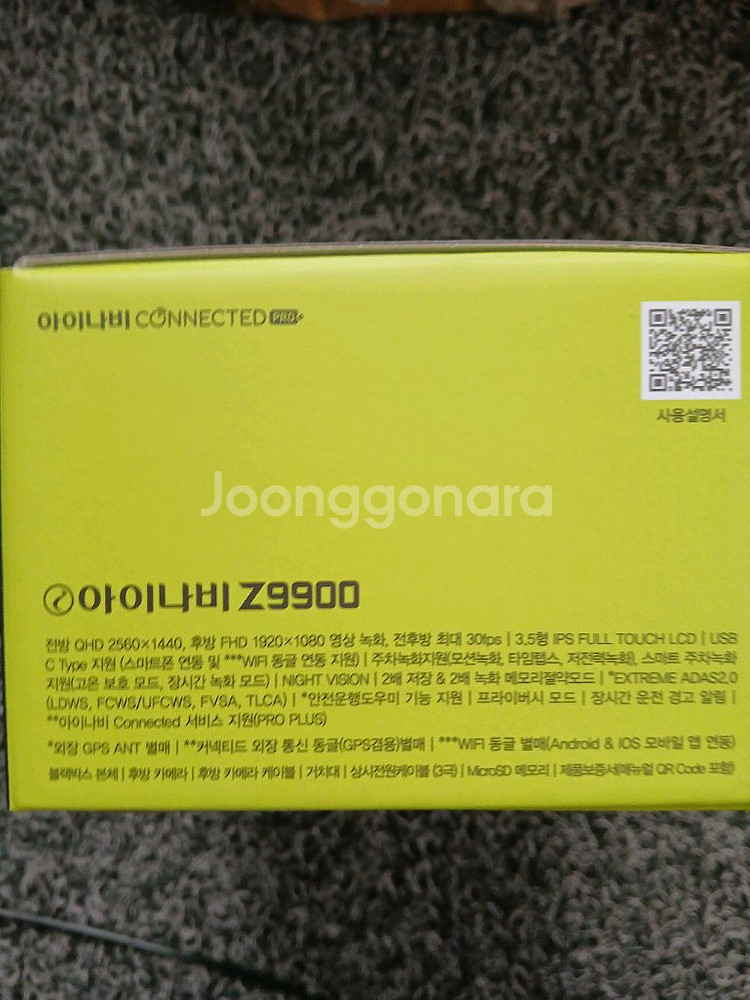 아이나비 CONNECTED PRO+
사용설명서
Joonggonara
아이나비 Z9900
전방 QHD 2560×1440, 후방 FHD 1920×1080 영상 녹화, 전후방 최대 30fps | 3.5형 IPS FULL TOUCH LCD | USB
C Type 지원 (스마트폰 연동 및 ***WIFI 동글 연동 지원) | 주차녹화지원(모션녹화, 타임랩스, 저전력녹화), 스마트 주차녹화
지원(고온 보호 모드, 장시간 녹화 모드) | NIGHT VISION | 2배 저장 & 2배 녹화 메모리절약모드 | *EXTREME ADAS2.0
(LDWS, FCWS/UFCWS, FVSA, TLCA) | *안전운행도우미 기능 지원 | 프라이버시 모드 | 장시간 운전 경고 알림 |
**아이나비 Connected 서비스 지원(PRO PLUS)
*외장 GPS ANT 별매 | **커넥티드 외장 통신 동글(GPS겸용)별매 | ***WIFI 동글 별매(Android & IOS 모바일 앱 연동)
블랙박스 본체 | 후방 카메라 | 후방 카메라 케이블 | 거치대 | 상시전원케이블 (3극) | MicroSD 메모리 | 제품보증서(매뉴얼 QR Code 포함)